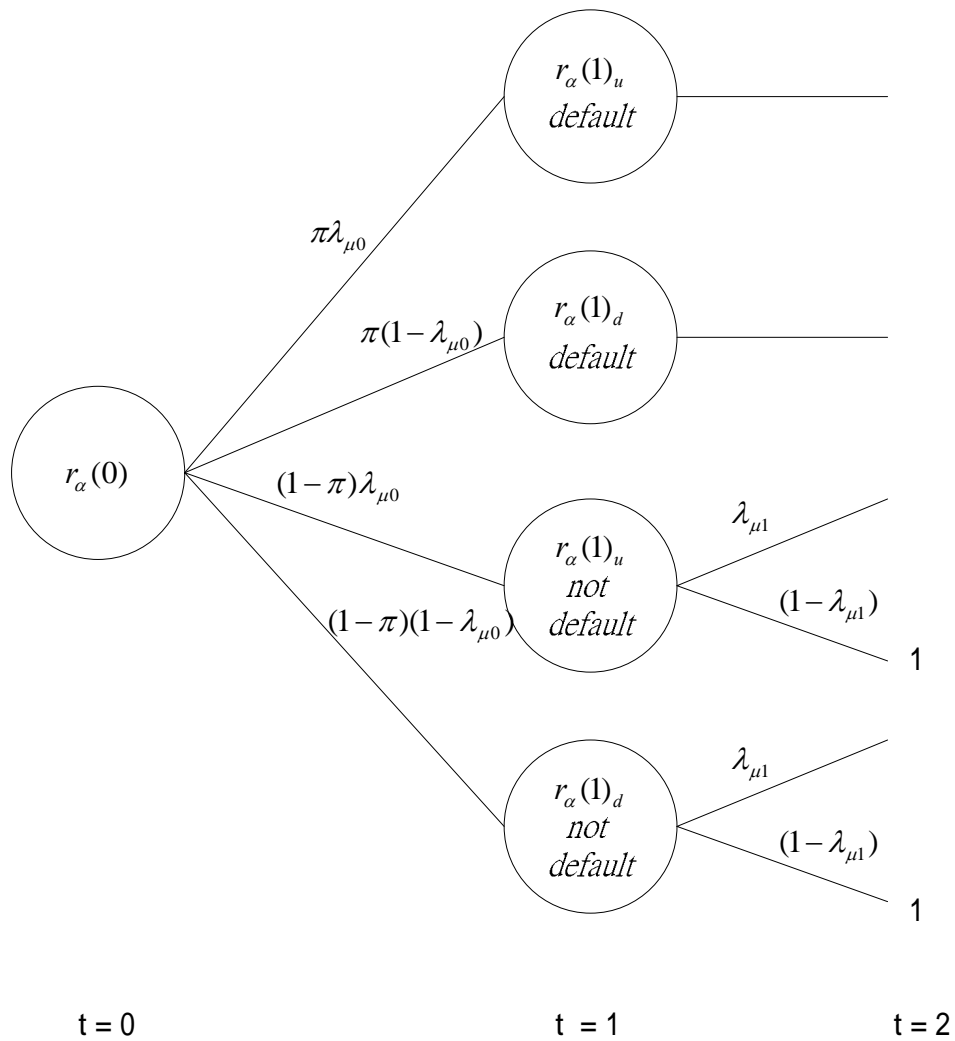 r_α(1)_u
default
πλ_μ0
r_α(1)_d
default
π(1−λ_μ0)
r_α(0)
(1−π)λ_μ0
r_α(1)_u
not
default
λ_μ1
(1−λ_μ1)
1
(1−π)(1−λ_μ0)
r_α(1)_d
not
default
λ_μ1
(1−λ_μ1)
1
t = 0
t = 1
t = 2